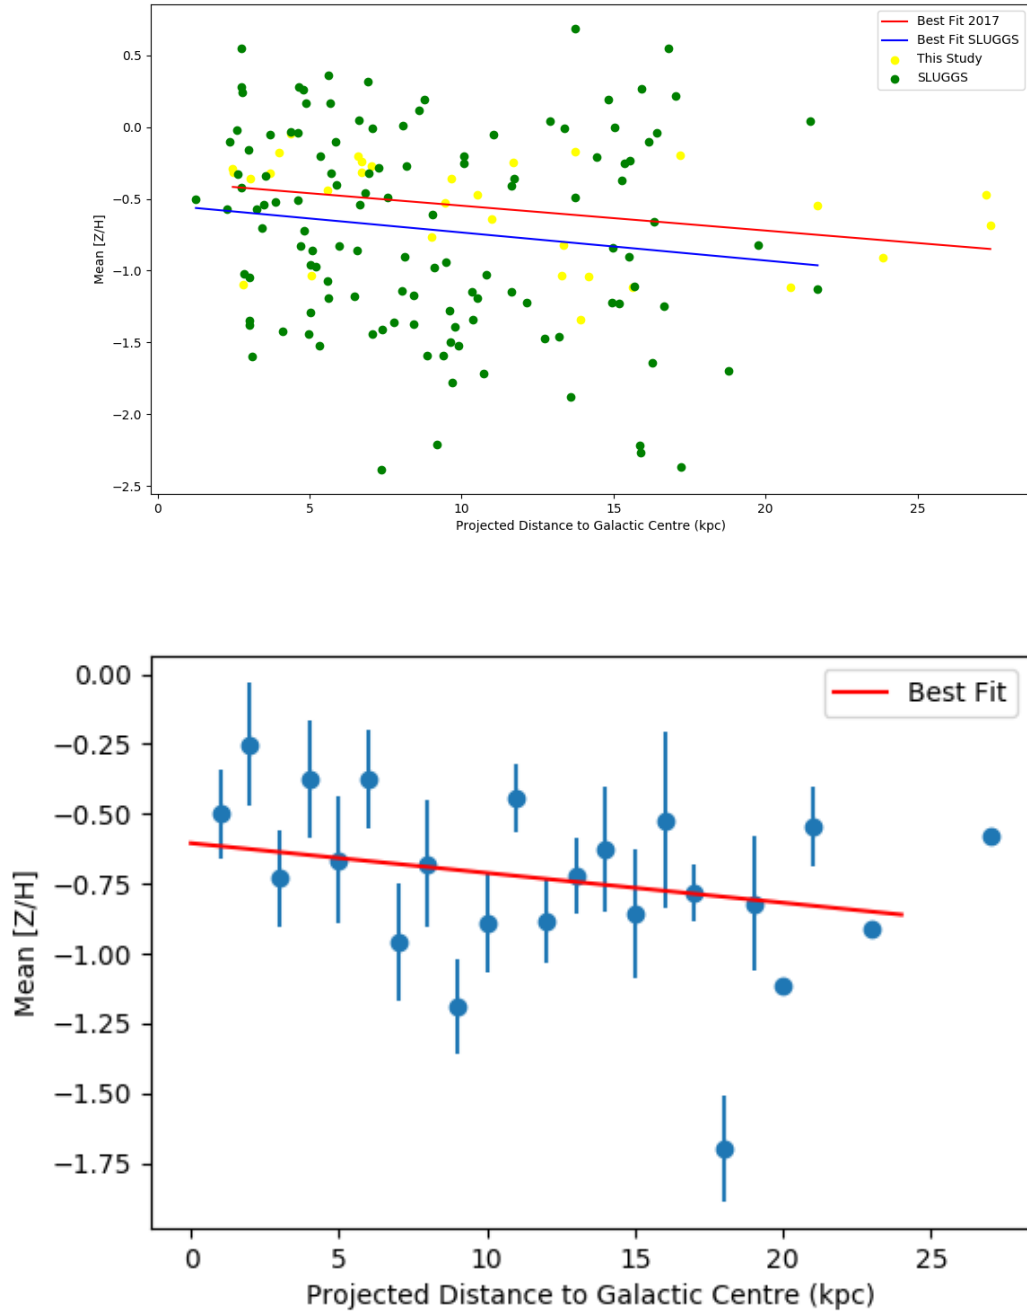 Best Fit 2017
Best Fit SLUGGS
This Study
SLUGGS
0.5
0.0
−0.5
−1.0
−1.5
−2.0
−2.5
Mean [Z/H]
0 5 10 15 20 25
Projected Distance to Galactic Centre (kpc)
Best Fit
0.00
−0.25
−0.50
−0.75
−1.00
−1.25
−1.50
−1.75
Mean [Z/H]
0 5 10 15 20 25
Projected Distance to Galactic Centre (kpc)